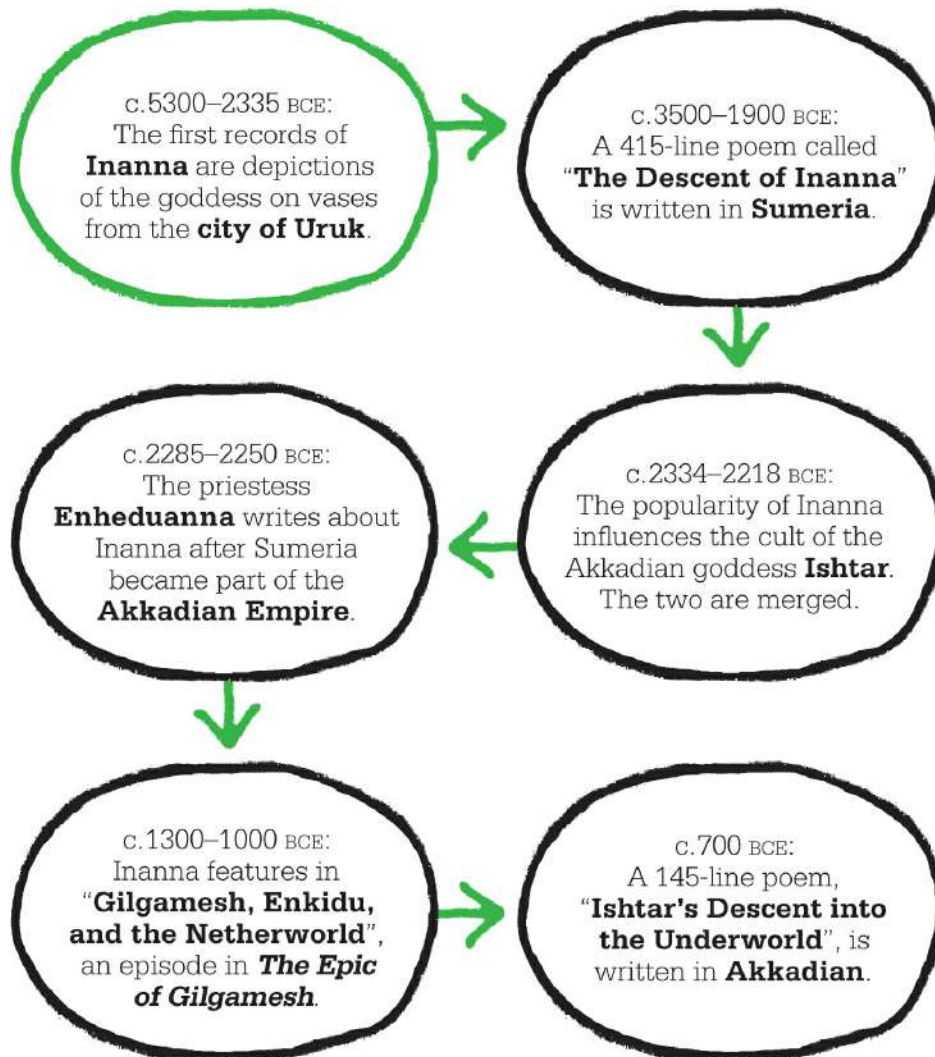 c.5300–2335 BCE:
The first records of
Inanna are depictions
of the goddess on vases
from the city of Uruk.
c.3500–1900 BCE:
A 415-line poem called
“The Descent of Inanna”
is written in Sumeria.
c.2334–2218 BCE:
The popularity of Inanna
influences the cult of the
Akkadian goddess Ishtar.
The two are merged.
c.2285–2250 BCE:
The priestess
Enheduanna writes about
Inanna after Sumeria
became part of the
Akkadian Empire.
c.1300–1000 BCE:
Inanna features in
“Gilgamesh, Enkidu,
and the Netherworld”,
an episode in The Epic
of Gilgamesh.
c.700 BCE:
A 145-line poem,
“Ishtar’s Descent into
the Underworld”, is
written in Akkadian.